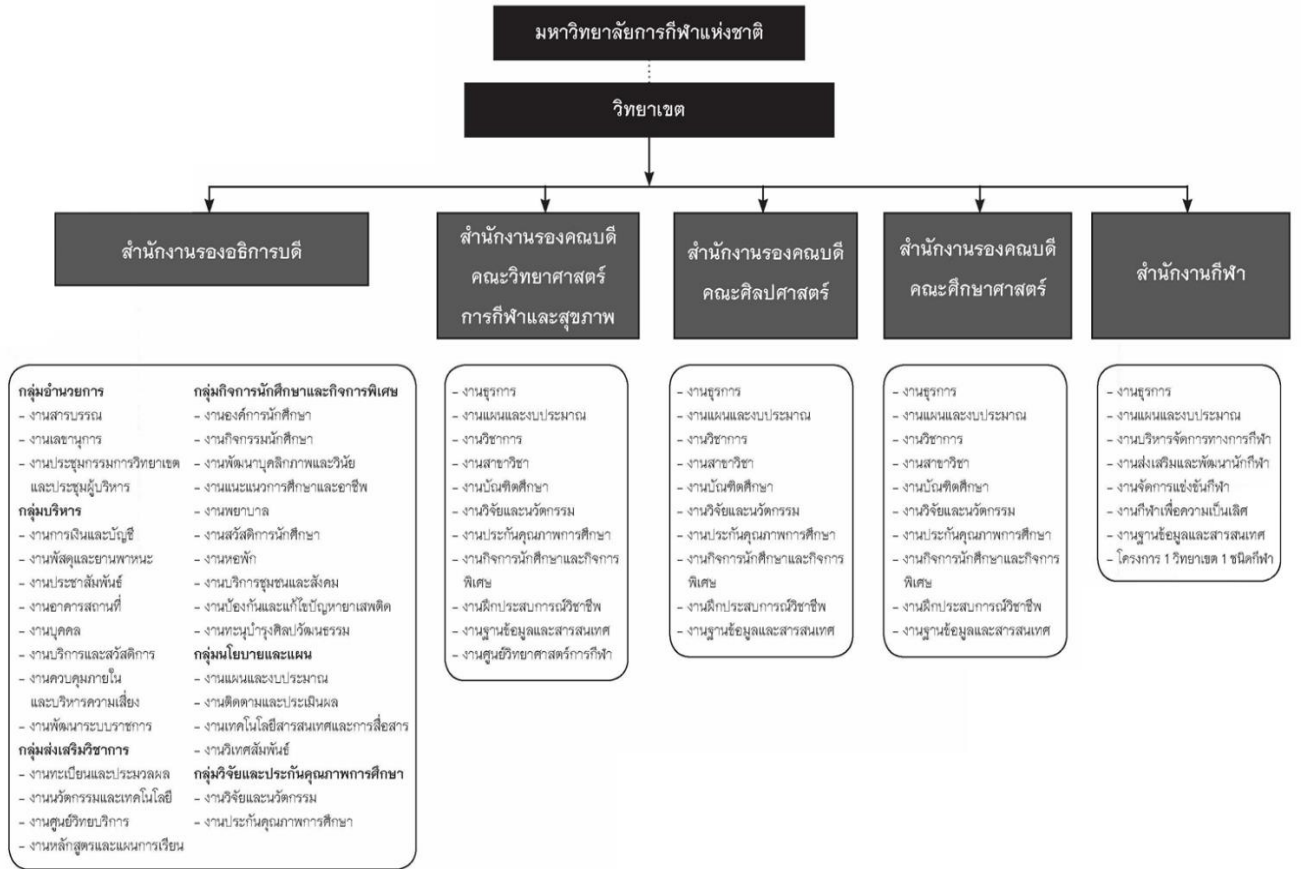 มหาวิทยาลัยการกีฬาแห่งชาติ
วิทยาเขต
สำนักงานรองอธิการบดี
สำนักงานรองคณบดี
คณะวิทยาศาสตร์
การกีฬาและสุขภาพ
สำนักงานรองคณบดี
คณะศิลปศาสตร์
สำนักงานรองคณบดี
คณะศึกษาศาสตร์
สำนักงานกีฬา
กลุ่มอำนวยการ
- งานสารบรรณ
- งานเลขานุการ
- งานประชุมกรรมการวิทยาเขต
และประชุมผู้บริหาร
กลุ่มบริหาร
- งานการเงินและบัญชี
- งานพัสดุและยานพาหนะ
- งานประชาสัมพันธ์
- งานอาคารสถานที่
- งานบุคคล
- งานบริการและสวัสดิการ
- งานควบคุมภายใน
และบริหารความเสี่ยง
- งานพัฒนาระบบราชการ
กลุ่มส่งเสริมวิชาการ
- งานทะเบียนและประมวลผล
- งานนวัตกรรมและเทคโนโลยี
- งานศูนย์วิทยบริการ
- งานหลักสูตรและแผนการเรียน
กลุ่มกิจการนักศึกษาและกิจการพิเศษ
- งานองค์การนักศึกษา
- งานกิจกรรมนักศึกษา
- งานพัฒนาบุคลิกภาพและวินัย
- งานแนะแนวการศึกษาและอาชีพ
- งานพยาบาล
- งานสวัสดิการนักศึกษา
- งานหอพัก
- งานบริการชุมชนและสังคม
- งานป้องกันและแก้ไขปัญหายาเสพติด
- งานทะนุบำรุงศิลปวัฒนธรรม
กลุ่มนโยบายและแผน
- งานแผนและงบประมาณ
- งานติดตามและประเมินผล
- งานเทคโนโลยีสารสนเทศและการสื่อสาร
- งานวิเทศสัมพันธ์
กลุ่มวิจัยและประกันคุณภาพการศึกษา
- งานวิจัยและนวัตกรรม
- งานประกันคุณภาพการศึกษา
- งานธุรการ
- งานแผนและงบประมาณ
- งานวิชาการ
- งานสาขาวิชา
- งานบัณฑิตศึกษา
- งานวิจัยและนวัตกรรม
- งานประกันคุณภาพการศึกษา
- งานกิจการนักศึกษาและกิจการ
พิเศษ
- งานฝึกประสบการณ์วิชาชีพ
- งานฐานข้อมูลและสารสนเทศ
- งานศูนย์วิทยาศาสตร์การกีฬา
- งานธุรการ
- งานแผนและงบประมาณ
- งานวิชาการ
- งานสาขาวิชา
- งานบัณฑิตศึกษา
- งานวิจัยและนวัตกรรม
- งานประกันคุณภาพการศึกษา
- งานกิจการนักศึกษาและกิจการ
พิเศษ
- งานฝึกประสบการณ์วิชาชีพ
- งานฐานข้อมูลและสารสนเทศ
- งานธุรการ
- งานแผนและงบประมาณ
- งานวิชาการ
- งานสาขาวิชา
- งานบัณฑิตศึกษา
- งานวิจัยและนวัตกรรม
- งานประกันคุณภาพการศึกษา
- งานกิจการนักศึกษาและกิจการ
พิเศษ
- งานฝึกประสบการณ์วิชาชีพ
- งานฐานข้อมูลและสารสนเทศ
- งานธุรการ
- งานแผนและงบประมาณ
- งานบริหารจัดการทางการกีฬา
- งานส่งเสริมและพัฒนานักกีฬา
- งานจัดการแข่งขันกีฬา
- งานกีฬาเพื่อความเป็นเลิศ
- งานฐานข้อมูลและสารสนเทศ
- โครงการ 1 วิทยาเขต 1 ชนิดกีฬา